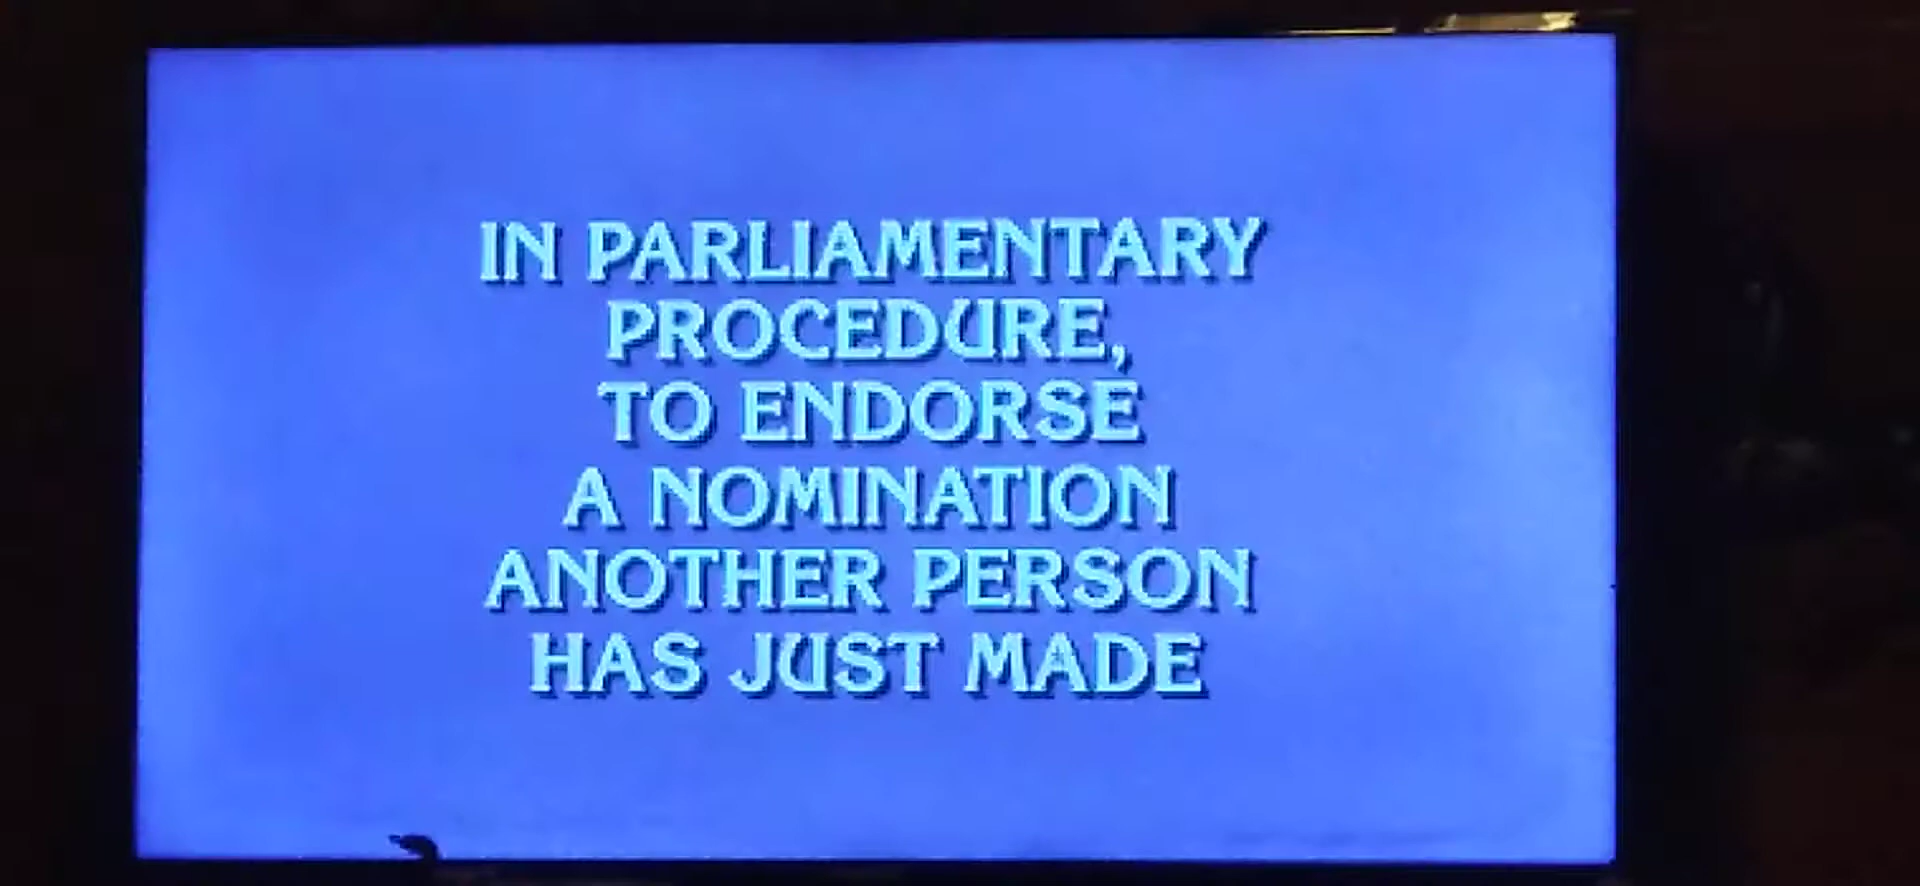 IN PARLIAMENTARY
PROCEDURE,
TO ENDORSE
A NOMINATION
ANOTHER PERSON
HAS JUST MADE